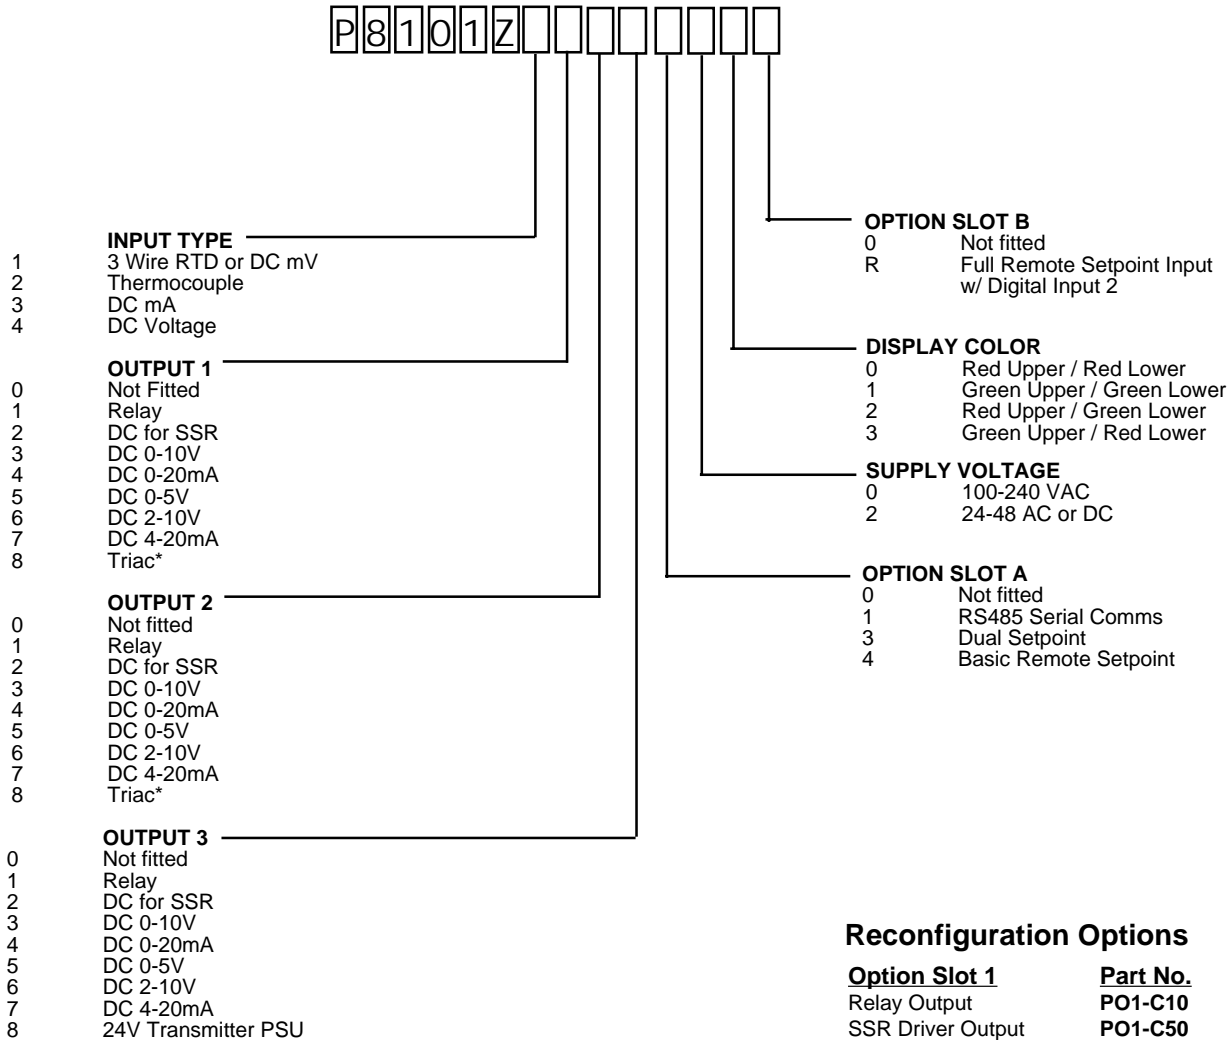 P8101Z
INPUT TYPE
1 3 Wire RTD or DC mV
2 Thermocouple
3 DC mA
4 DC Voltage
OUTPUT 1
0 Not Fitted
1 Relay
2 DC for SSR
3 DC 0-10V
4 DC 0-20mA
5 DC 0-5V
6 DC 2-10V
7 DC 4-20mA
8 Triac*
OUTPUT 2
0 Not fitted
1 Relay
2 DC for SSR
3 DC 0-10V
4 DC 0-20mA
5 DC 0-5V
6 DC 2-10V
7 DC 4-20mA
8 Triac*
OUTPUT 3
0 Not fitted
1 Relay
2 DC for SSR
3 DC 0-10V
4 DC 0-20mA
5 DC 0-5V
6 DC 2-10V
7 DC 4-20mA
8 24V Transmitter PSU
OPTION SLOT B
0 Not fitted
R Full Remote Setpoint Input
w/ Digital Input 2
DISPLAY COLOR
0 Red Upper / Red Lower
1 Green Upper / Green Lower
2 Red Upper / Green Lower
3 Green Upper / Red Lower
SUPPLY VOLTAGE
0 100-240 VAC
2 24-48 AC or DC
OPTION SLOT A
0 Not fitted
1 RS485 Serial Comms
3 Dual Setpoint
4 Basic Remote Setpoint
Reconfiguration Options
Option Slot 1 Part No.
Relay Output PO1-C10
SSR Driver Output PO1-C50